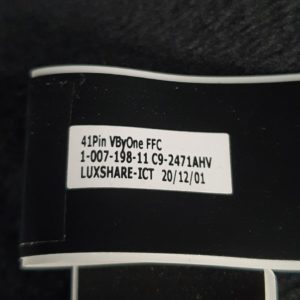 41Pin VByOne FFC
1-007-198-11 C9-2471AHV
LUXSHARE-ICT 20/12/01